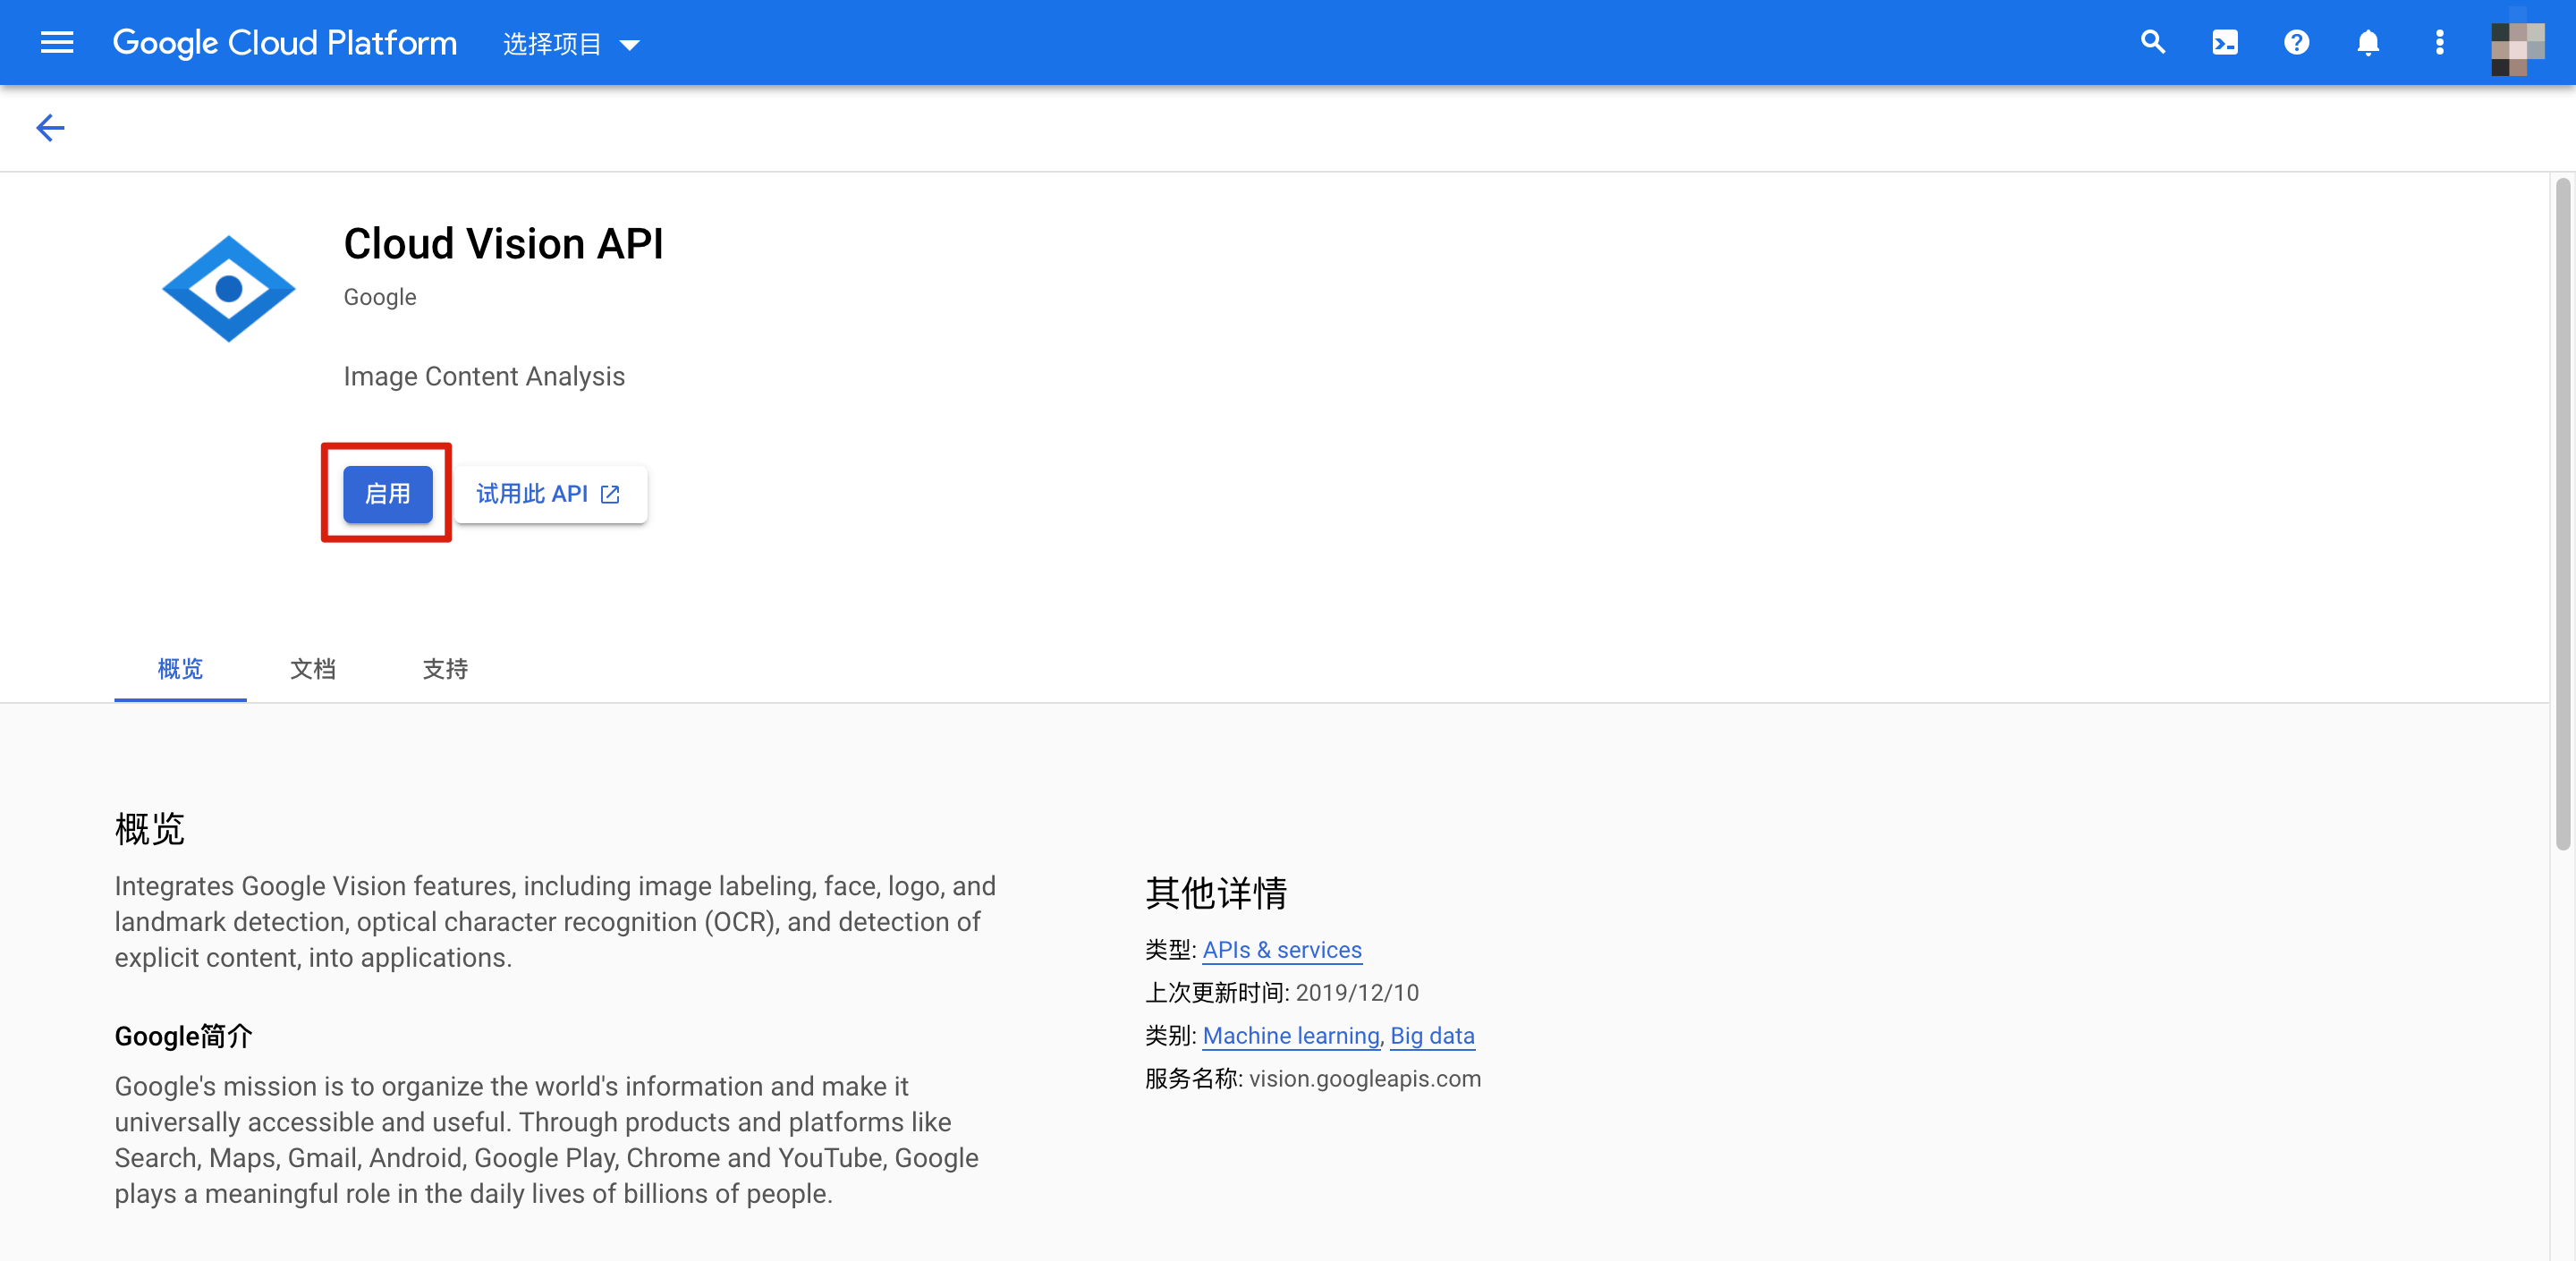 Google Cloud Platform 选择项目
Cloud Vision API
Google
Image Content Analysis
启用 试用此 API
概览 文档 支持
概览
Integrates Google Vision features, including image labeling, face, logo, and
landmark detection, optical character recognition (OCR), and detection of
explicit content, into applications.
Google简介
Google's mission is to organize the world's information and make it
universally accessible and useful. Through products and platforms like
Search, Maps, Gmail, Android, Google Play, Chrome and YouTube, Google
plays a meaningful role in the daily lives of billions of people.
其他详情
类型: APIs & services
上次更新时间: 2019/12/10
类别: Machine learning, Big data
服务名称: vision.googleapis.com